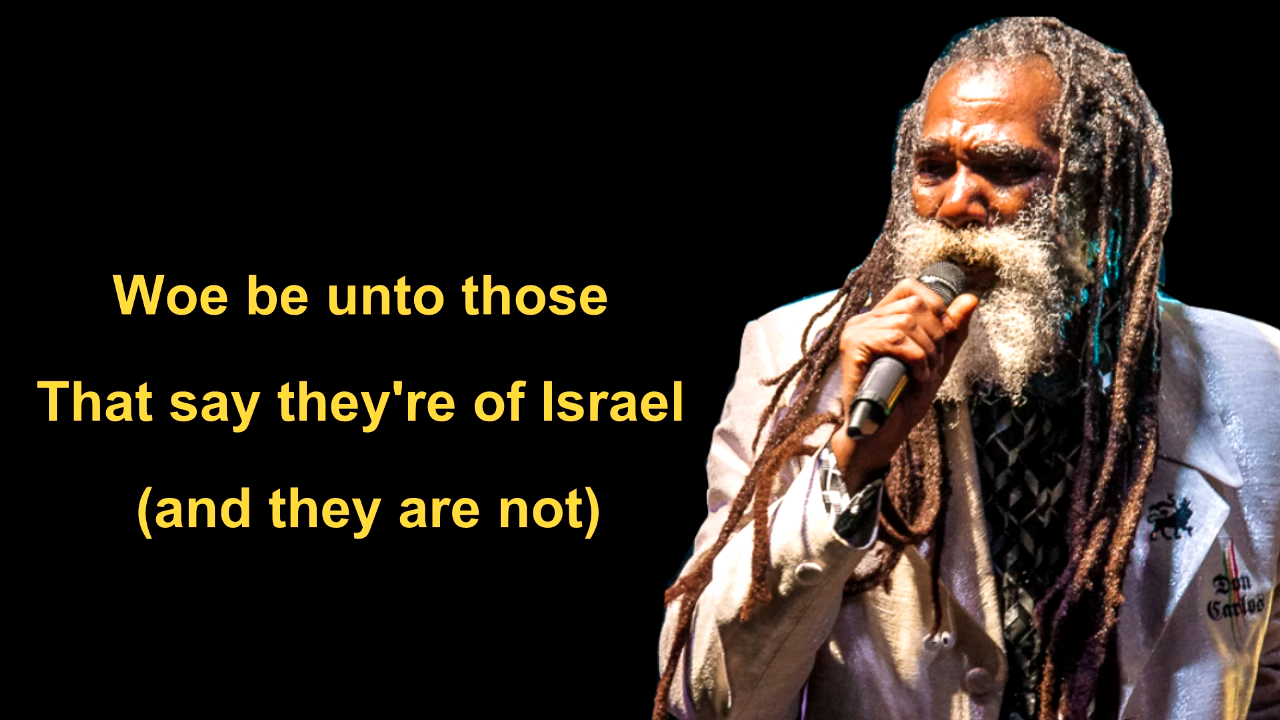 Woe be unto those
That say they're of Israel
(and they are not)
Don
Carlos